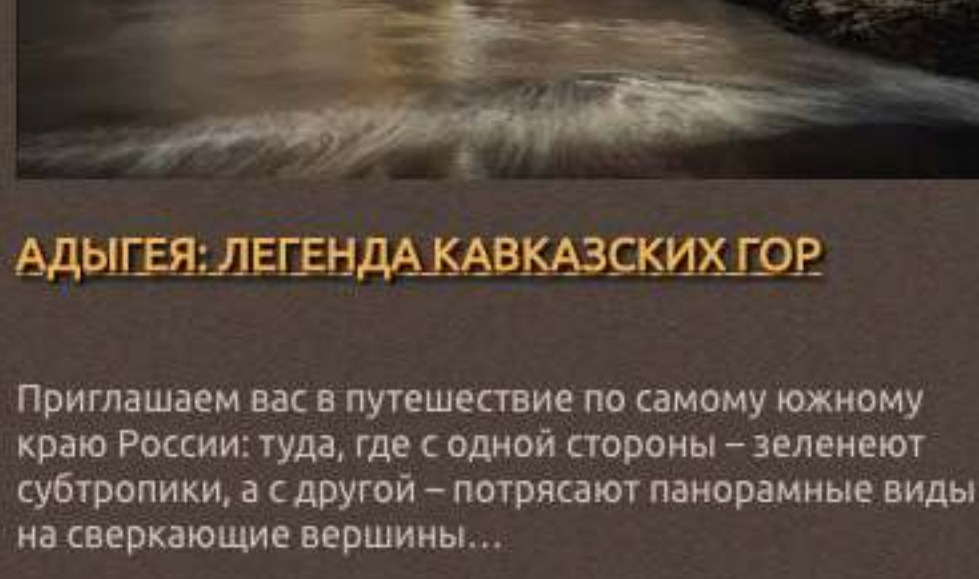 АДЫГЕЯ: ЛЕГЕНДА КАВКАЗСКИХ ГОР
Приглашаем вас в путешествие по самому южному
краю России: туда, где с одной стороны – зеленеют
субтропики, а с другой – потрясают панорамные виды
на сверкающие вершины...